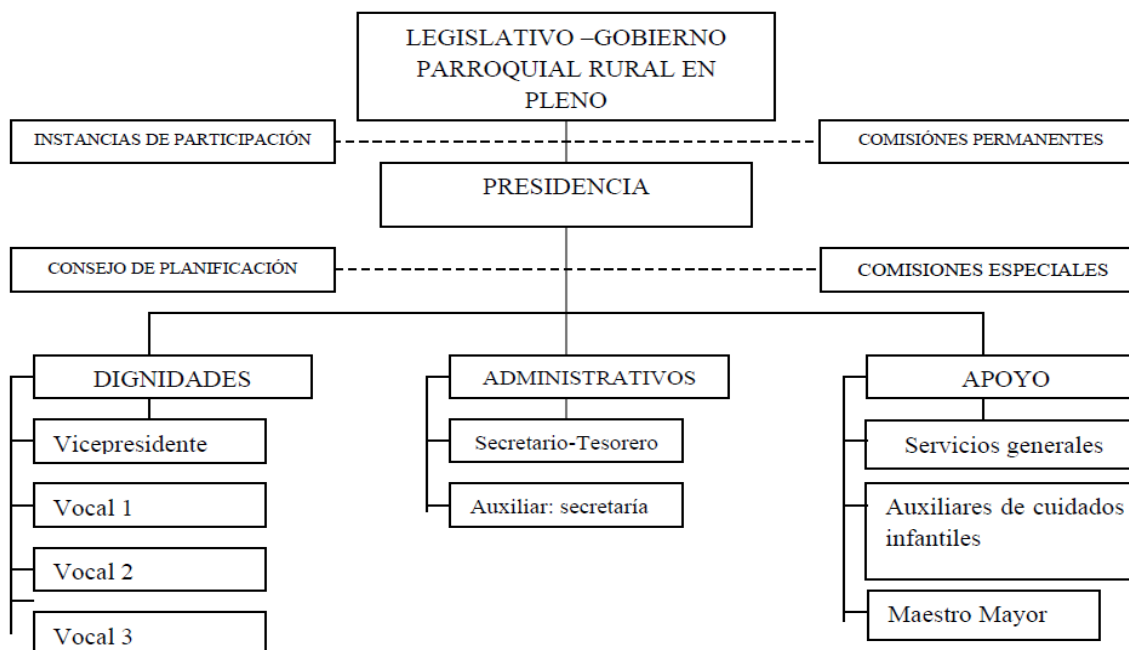 LEGISLATIVO –GOBIERNO
PARROQUIAL RURAL EN
PLENO
INSTANCIAS DE PARTICIPACIÓN
COMISIÓNES PERMANENTES
PRESIDENCIA
CONSEJO DE PLANIFICACIÓN
COMISIONES ESPECIALES
DIGNIDADES
ADMINISTRATIVOS
APOYO
Vicepresidente
Secretario-Tesorero
Servicios generales
Vocal 1
Auxiliar: secretaría
Auxiliares de cuidados
infantiles
Vocal 2
Maestro Mayor
Vocal 3